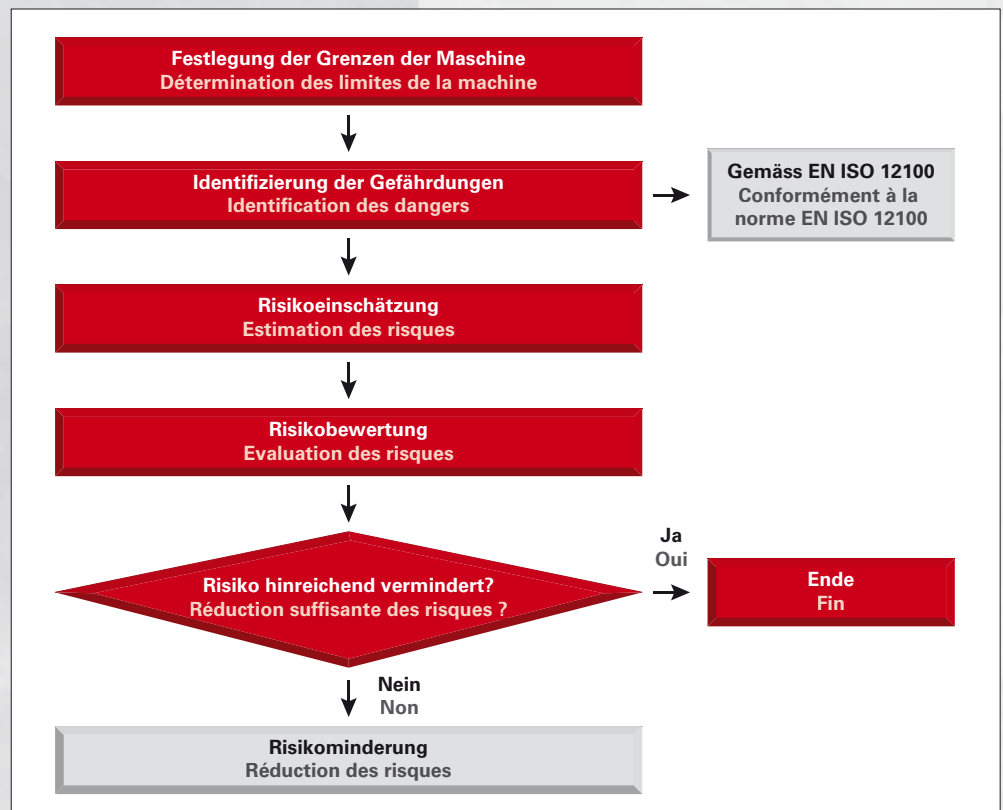 Festlegung der Grenzen der Maschine
Détermination des limites de la machine
Identifizierung der Gefährdungen
Identification des dangers
Gemäss EN ISO 12100
Conformément à la
norme EN ISO 12100
Risikoeinschätzung
Estimation des risques
Risikobewertung
Evaluation des risques
Risiko hinreichend vermindert?
Réduction suffisante des risques ?
Ja
Oui
Ende
Fin
Nein
Non
Risikominderung
Réduction des risques